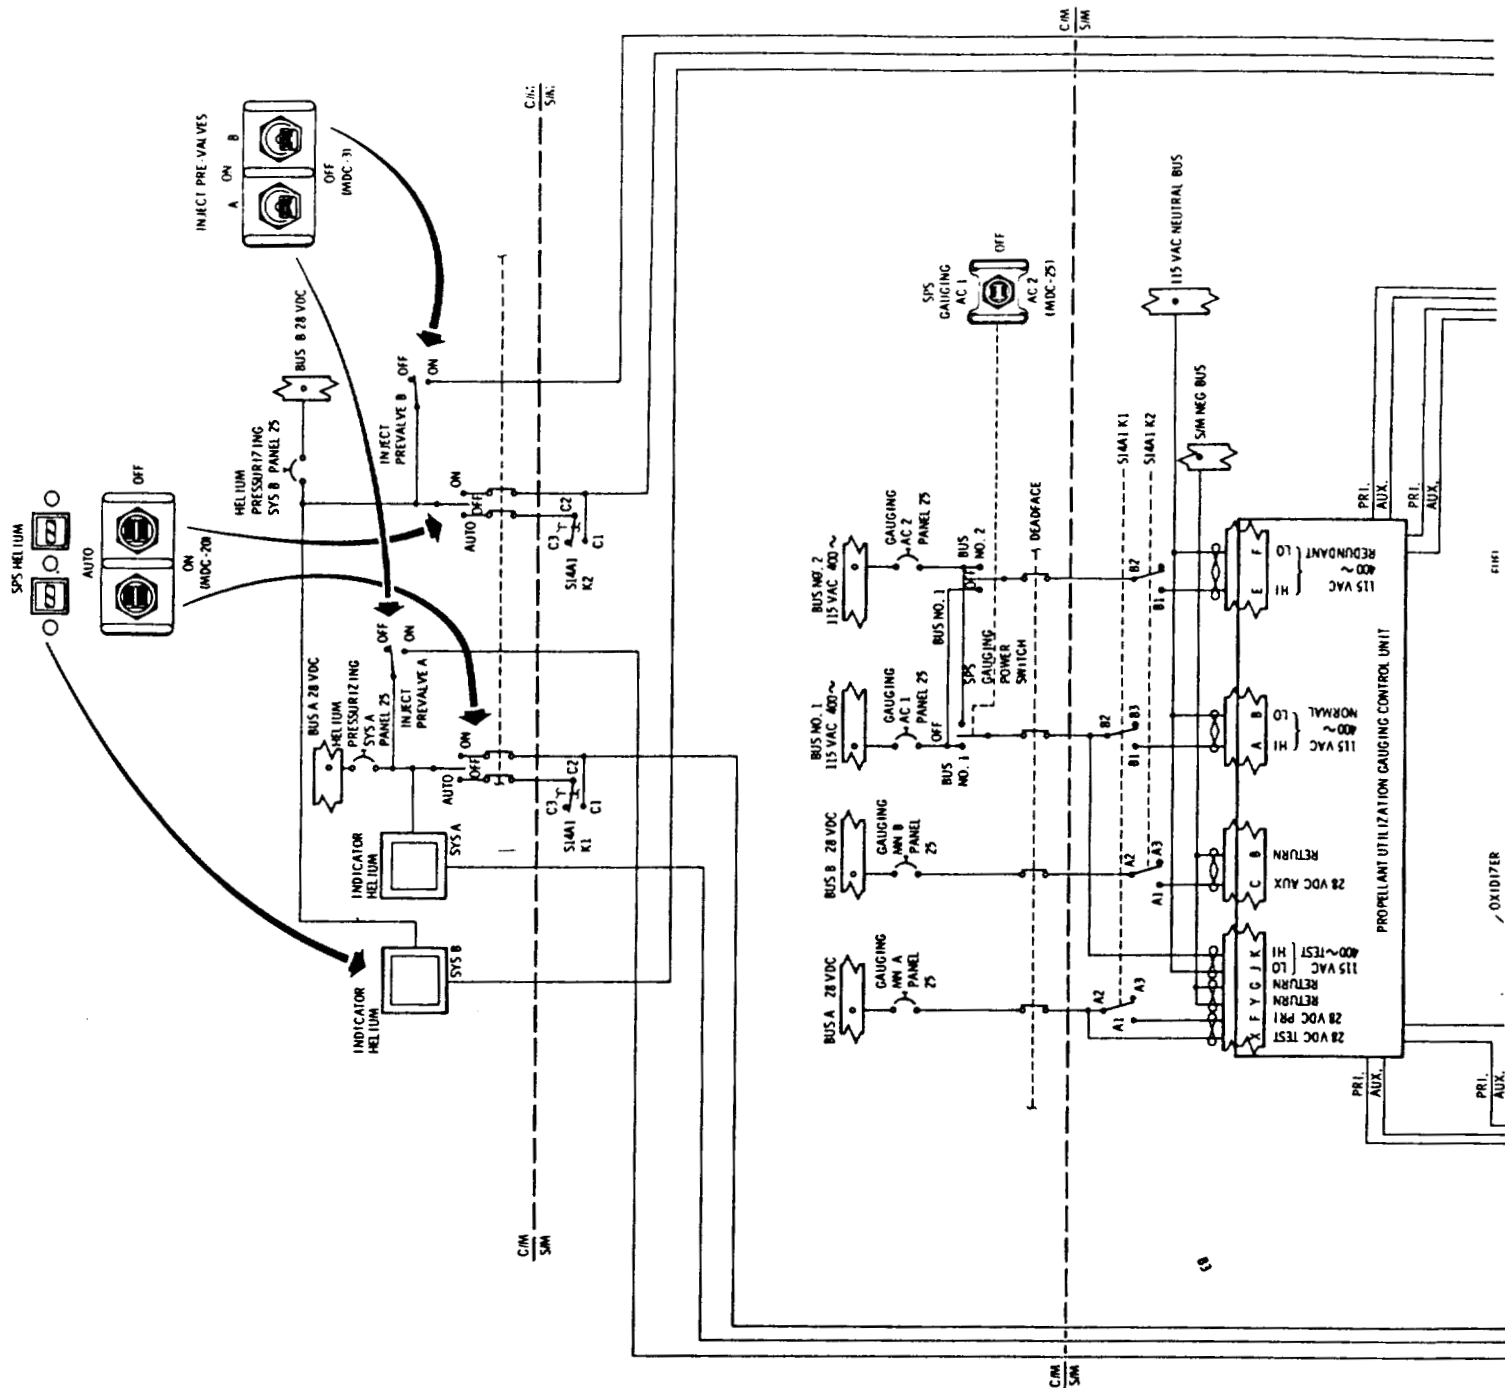 SPS HELIUM
AUTO
OFF
ON
(MDC-20)
INJECT PRE-VALVES
A
ON
B
OFF
(MDC-3)
HELIUM
PRESSURIZING
SYS B PANEL 25
BUS B 28 VDC
INJECT
PREVALVE B
OFF
ON
AUTO
OFF
ON
C3
C2
C1
S14A1
K2
C/M
S/M
BUS A 28 VDC
HELIUM
PRESSURIZING
SYS A
PANEL 25
INJECT
PREVALVE A
OFF
ON
AUTO
OFF
ON
C3
C2
C1
S14A1
K1
INDICATOR
HELIUM
SYS A
INDICATOR
HELIUM
SYS B
C/M
S/M
C/M
S/M
SPS
GAUGING
AC 1
OFF
AC 2
(MDC-25)
BUS NO. 2
115 VAC 400~
GAUGING
AC 2
PANEL 25
BUS NO. 1
OFF
BUS
NO. 2
BUS NO. 1
115 VAC 400~
GAUGING
AC 1
PANEL 25
OFF
BUS
NO. 1
SPS
GAUGING
POWER
SWITCH
BUS B 28 VDC
GAUGING
MN B
PANEL
25
BUS A 28 VDC
GAUGING
MN A
PANEL
25
DEADFACE
S14A1 K1
S14A1 K2
115 VAC NEUTRAL BUS
S/M NEG BUS
B2
B1
B2
B3
B1
A2
A3
A1
A2
A3
A1
E F
HI LO
115 VAC
400~
REDUNDANT
A B
HI LO
115 VAC
400~
NORMAL
C B
28 VDC AUX
RETURN
X F Y G J K
28 VDC TEST
28 VDC PRI
RETURN
RETURN
LO HI
115 VAC
400~TEST
PROPELLANT UTILIZATION GAUGING CONTROL UNIT
PRI.
AUX.
PRI.
AUX.
PRI.
AUX.
PRI.
AUX.
OXIDIZER
B3
C/M
S/M